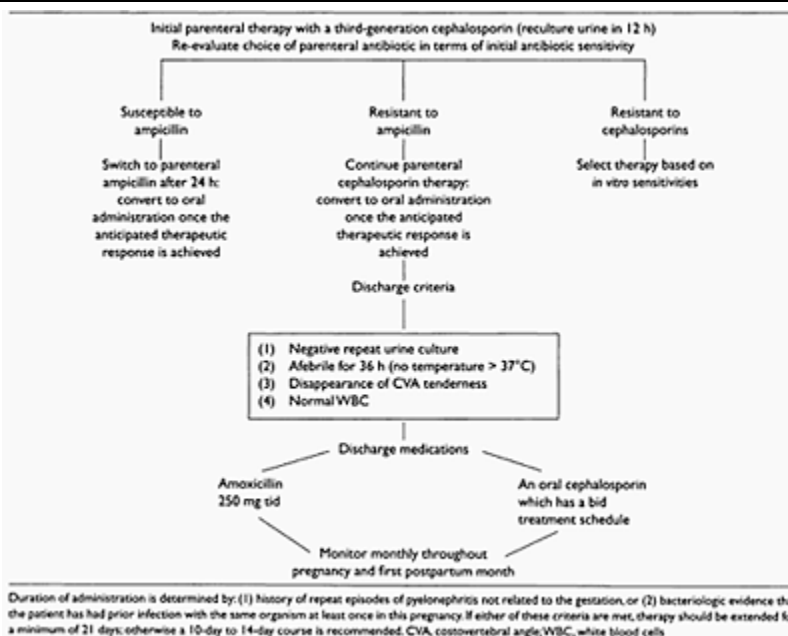 Initial parenteral therapy with a third-generation cephalosporin (reculture urine in 12 h)
Re-evaluate choice of parenteral antibiotic in terms of initial antibiotic sensitivity
Susceptible to
ampicillin
Switch to parenteral
ampicillin after 24 h:
convert to oral
administration once the
anticipated therapeutic
response is achieved
Resistant to
ampicillin
Continue parenteral
cephalosporin therapy:
convert to oral administration
once the anticipated
therapeutic response is
achieved
Resistant to
cephalosporins
Select therapy based on
in vitro sensitivities
Discharge criteria
(1) Negative repeat urine culture
(2) Afebrile for 36 h (no temperature > 37°C)
(3) Disappearance of CVA tenderness
(4) Normal WBC
Discharge medications
Amoxicillin
250 mg tid
An oral cephalosporin
which has a bid
treatment schedule
Monitor monthly throughout
pregnancy and first postpartum month
Duration of administration is determined by: (1) history of repeat episodes of pyelonephritis not related to the gestation, or (2) bacteriologic evidence
the patient has had prior infection with the same organism at least once in this pregnancy. If either of these criteria are met, therapy should be extended
a minimum of 21 days; otherwise a 10-day to 14-day course is recommended. CVA, costovertebral angle; WBC, white blood cells